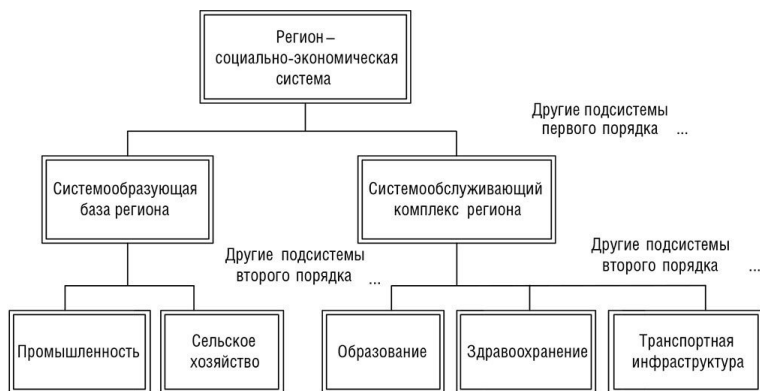 Регион –
социально-экономическая
система
Другие подсистемы
первого порядка ...
Системообразующая
база региона
Системообслуживающий
комплекс региона
Другие подсистемы
второго порядка ...
Другие подсистемы
второго порядка ...
Промышленность
Сельское
хозяйство
Образование
Здравоохранение
Транспортная
инфраструктура